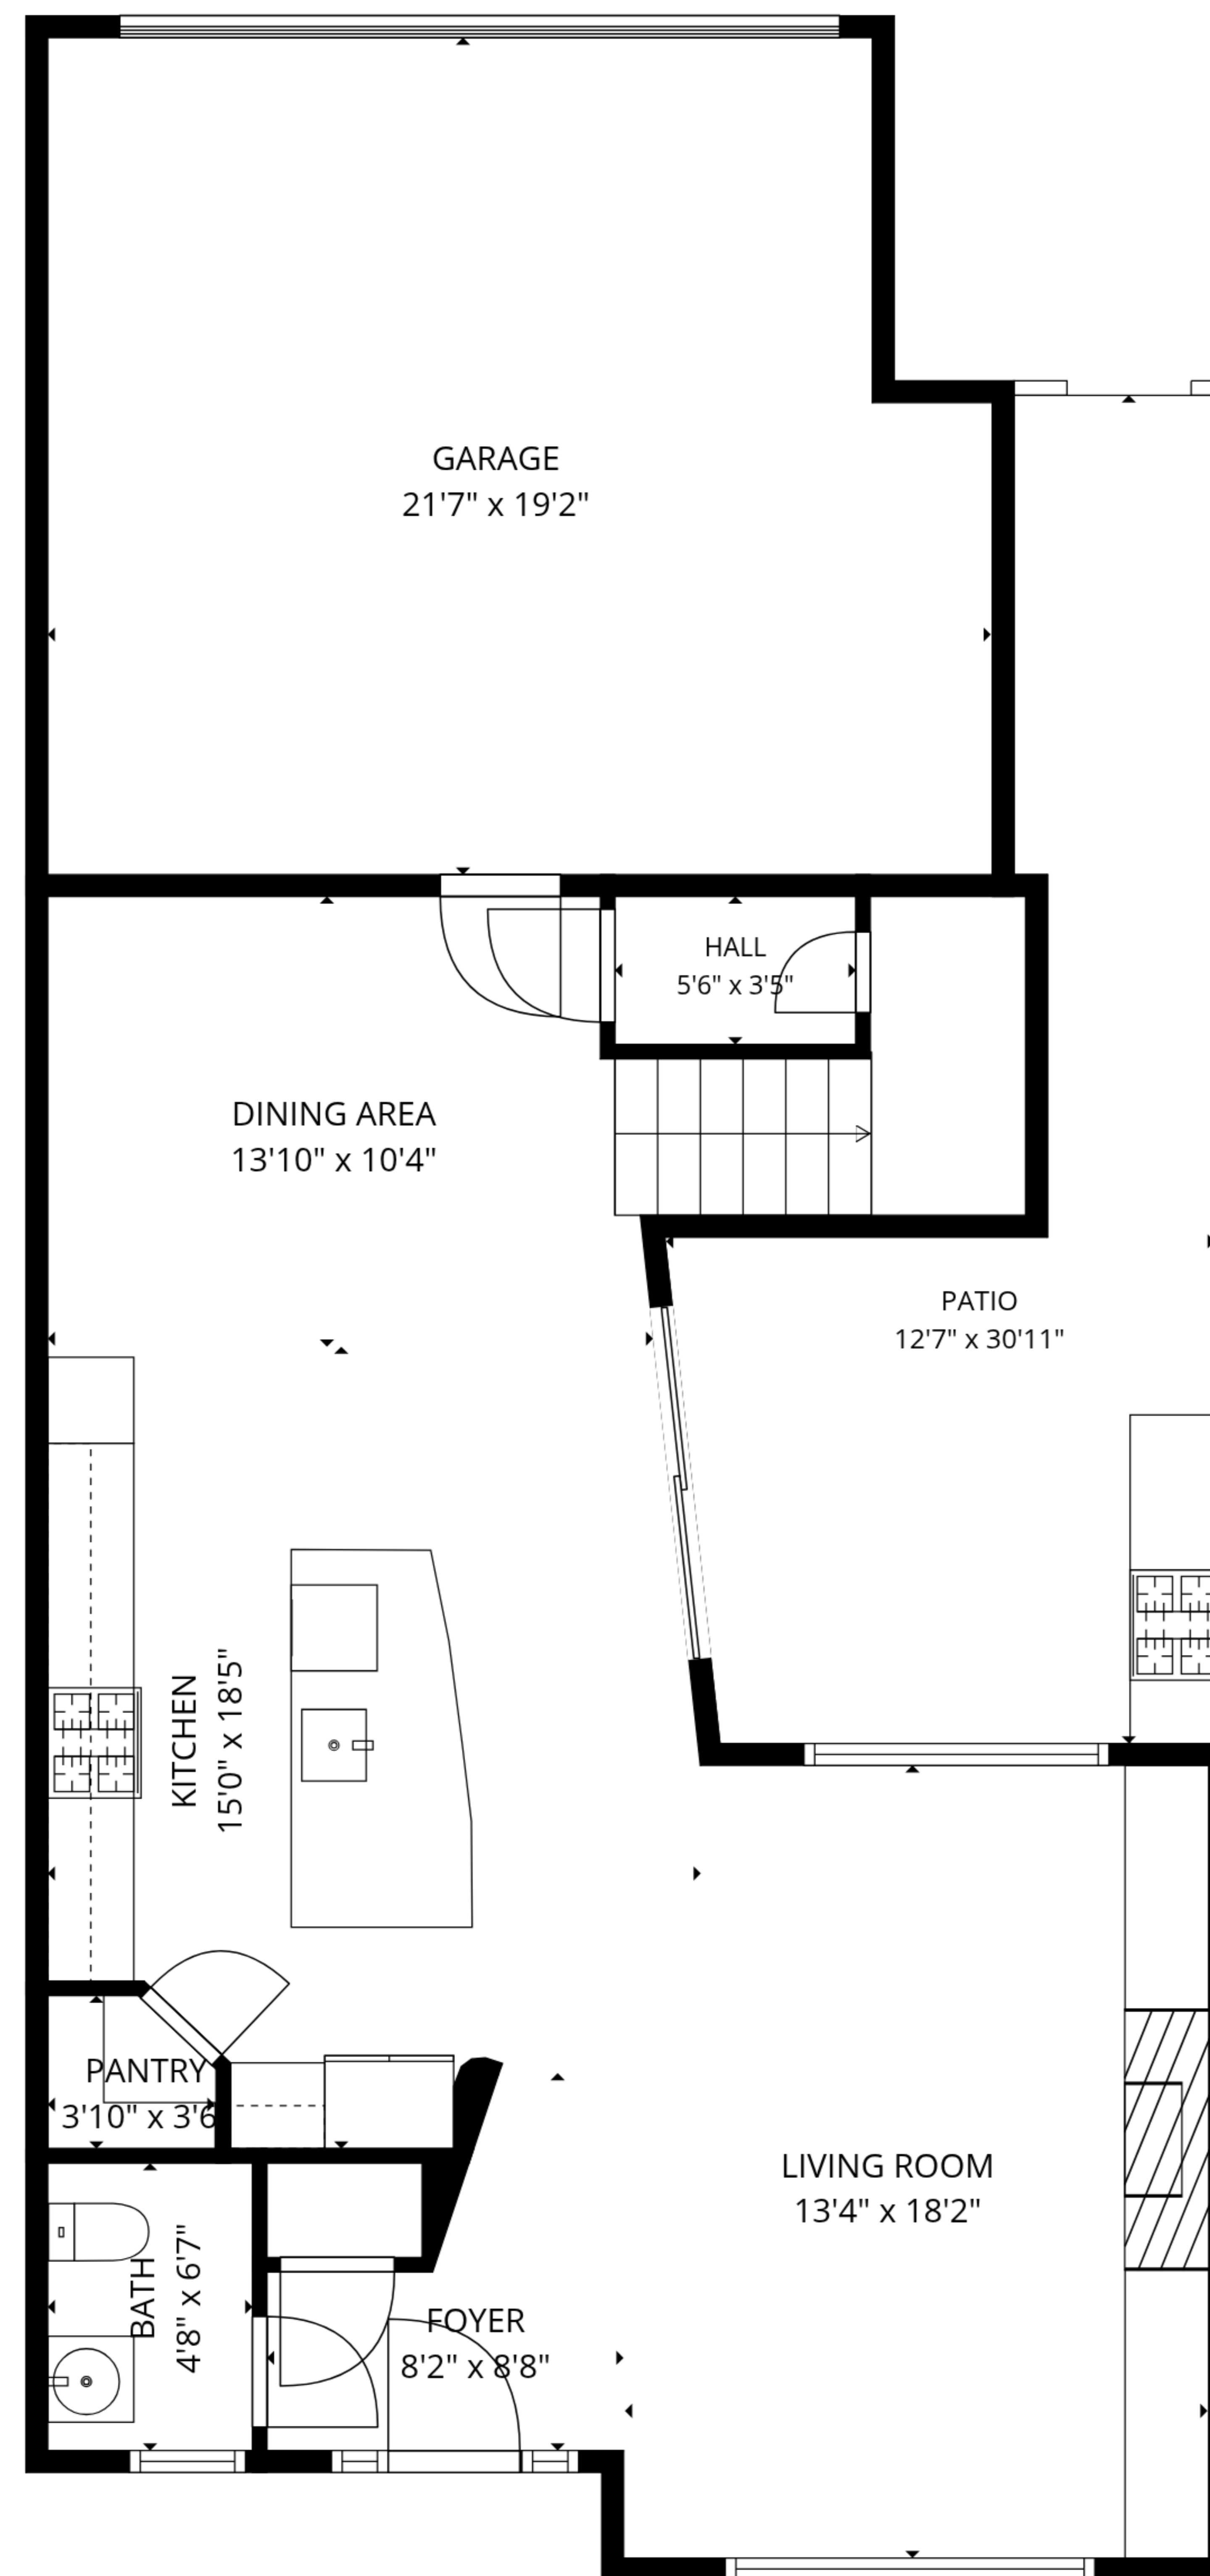 GARAGE
21'7" x 19'2"
HALL
5'6" x 3'5"
DINING AREA
13'10" x 10'4"
PATIO
12'7" x 30'11"
KITCHEN
15'0" x 18'5"
PANTRY
3'10" x 3'6
LIVING ROOM
13'4" x 18'2"
BATH
4'8" x 6'7"
FOYER
8'2" x 8'8"